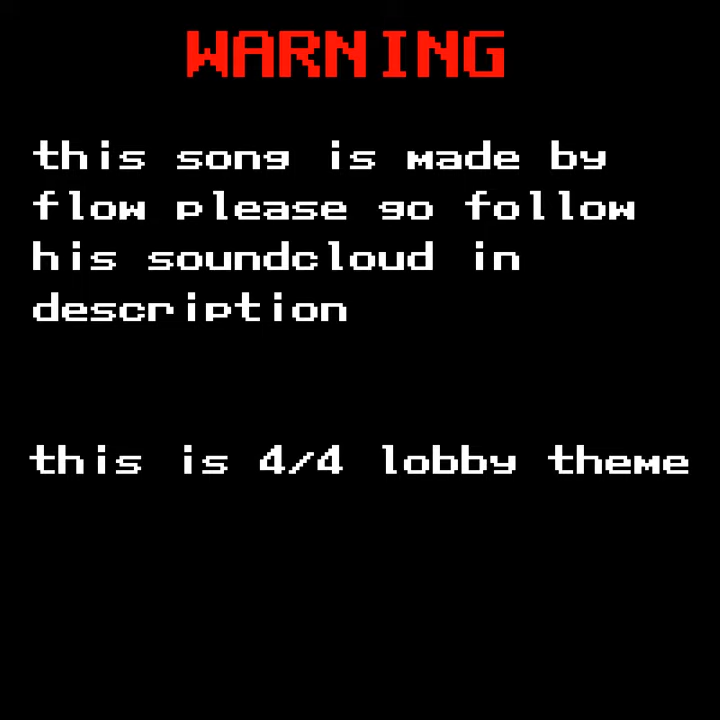 WARNING
this song is made by
flow please go follow
his soundcloud in
description
this is 4/4 lobby theme